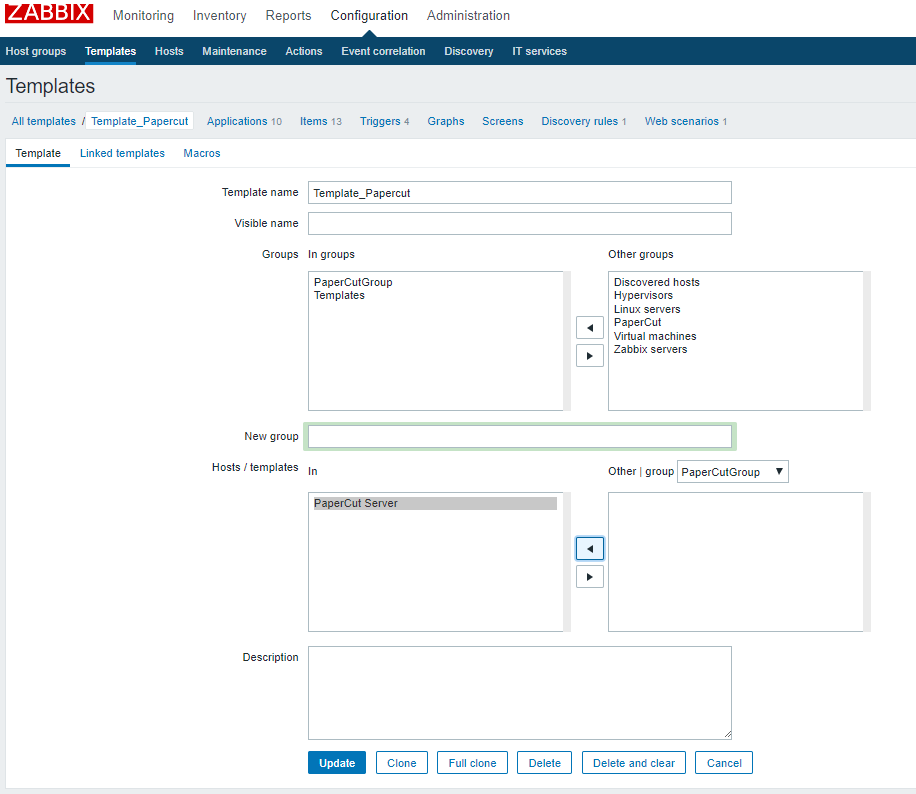 ZABBIX Monitoring Inventory Reports Configuration Administration
Host groups Templates Hosts Maintenance Actions Event correlation Discovery IT services
Templates
All templates / Template_Papercut Applications 10 Items 13 Triggers 4 Graphs Screens Discovery rules 1 Web scenarios 1
Template Linked templates Macros
Template name Template_Papercut
Visible name
Groups In groups Other groups
PaperCutGroup
Templates
Discovered hosts
Hypervisors
Linux servers
PaperCut
Virtual machines
Zabbix servers
New group
Hosts / templates In Other | group PaperCutGroup
PaperCut Server
Description
Update Clone Full clone Delete Delete and clear Cancel